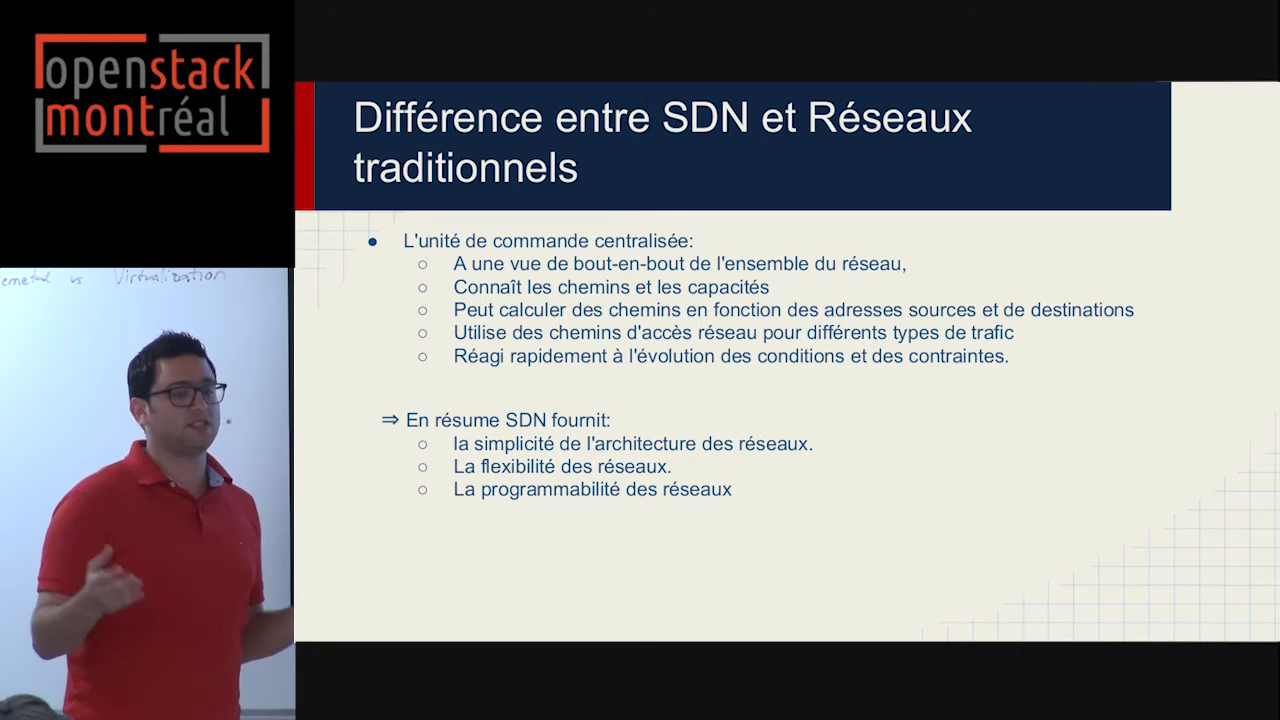 openstack
montréal
Différence entre SDN et Réseaux
traditionnels
● L'unité de commande centralisée:
○ A une vue de bout-en-bout de l'ensemble du réseau,
○ Connaît les chemins et les capacités
○ Peut calculer des chemins en fonction des adresses sources et de destinations
○ Utilise des chemins d'accès réseau pour différents types de trafic
○ Réagi rapidement à l'évolution des conditions et des contraintes.
⇒ En résume SDN fournit:
○ la simplicité de l'architecture des réseaux.
○ La flexibilité des réseaux.
○ La programmabilité des réseaux
vs Virtualization